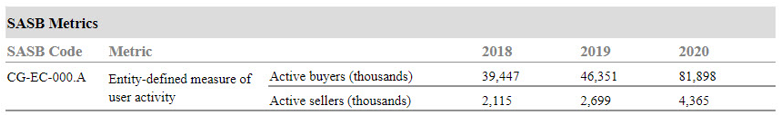 SASB Metrics
SASB Code Metric 2018 2019 2020
CG-EC-000.A Entity-defined measure of user activity Active buyers (thousands) 39,447 46,351 81,898
Active sellers (thousands) 2,115 2,699 4,365